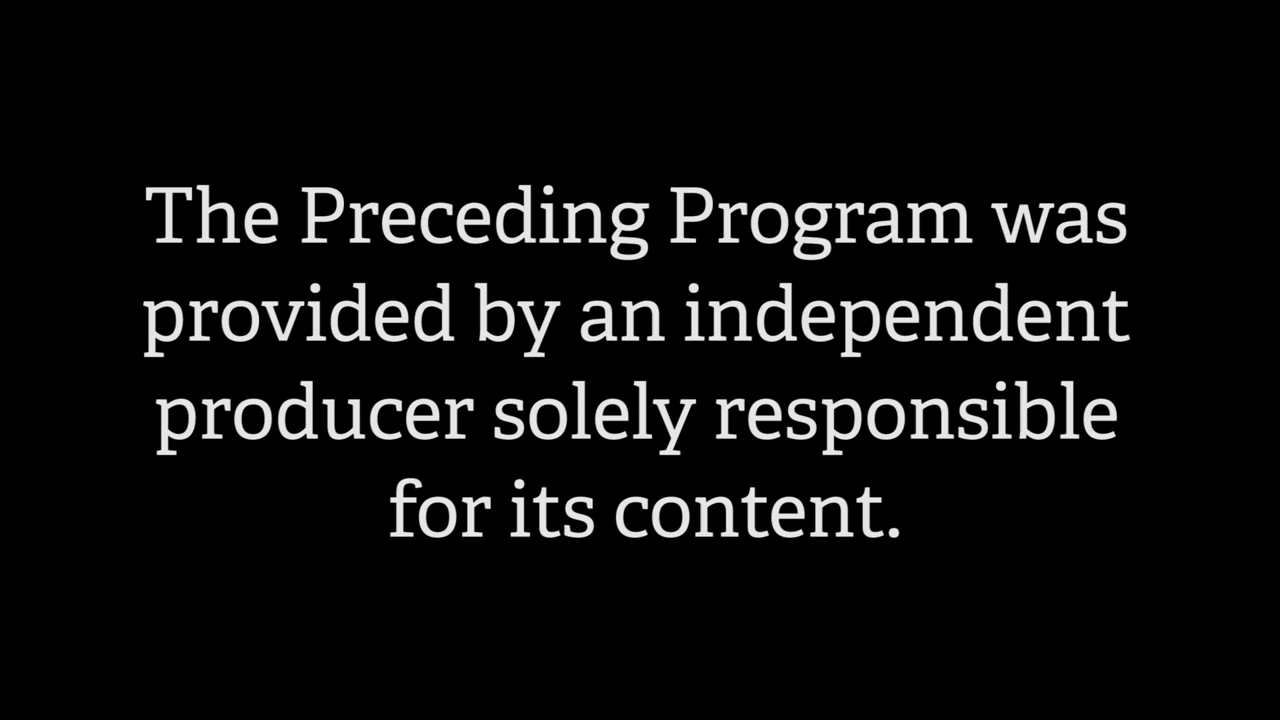 The Preceding Program was
provided by an independent
producer solely responsible
for its content.